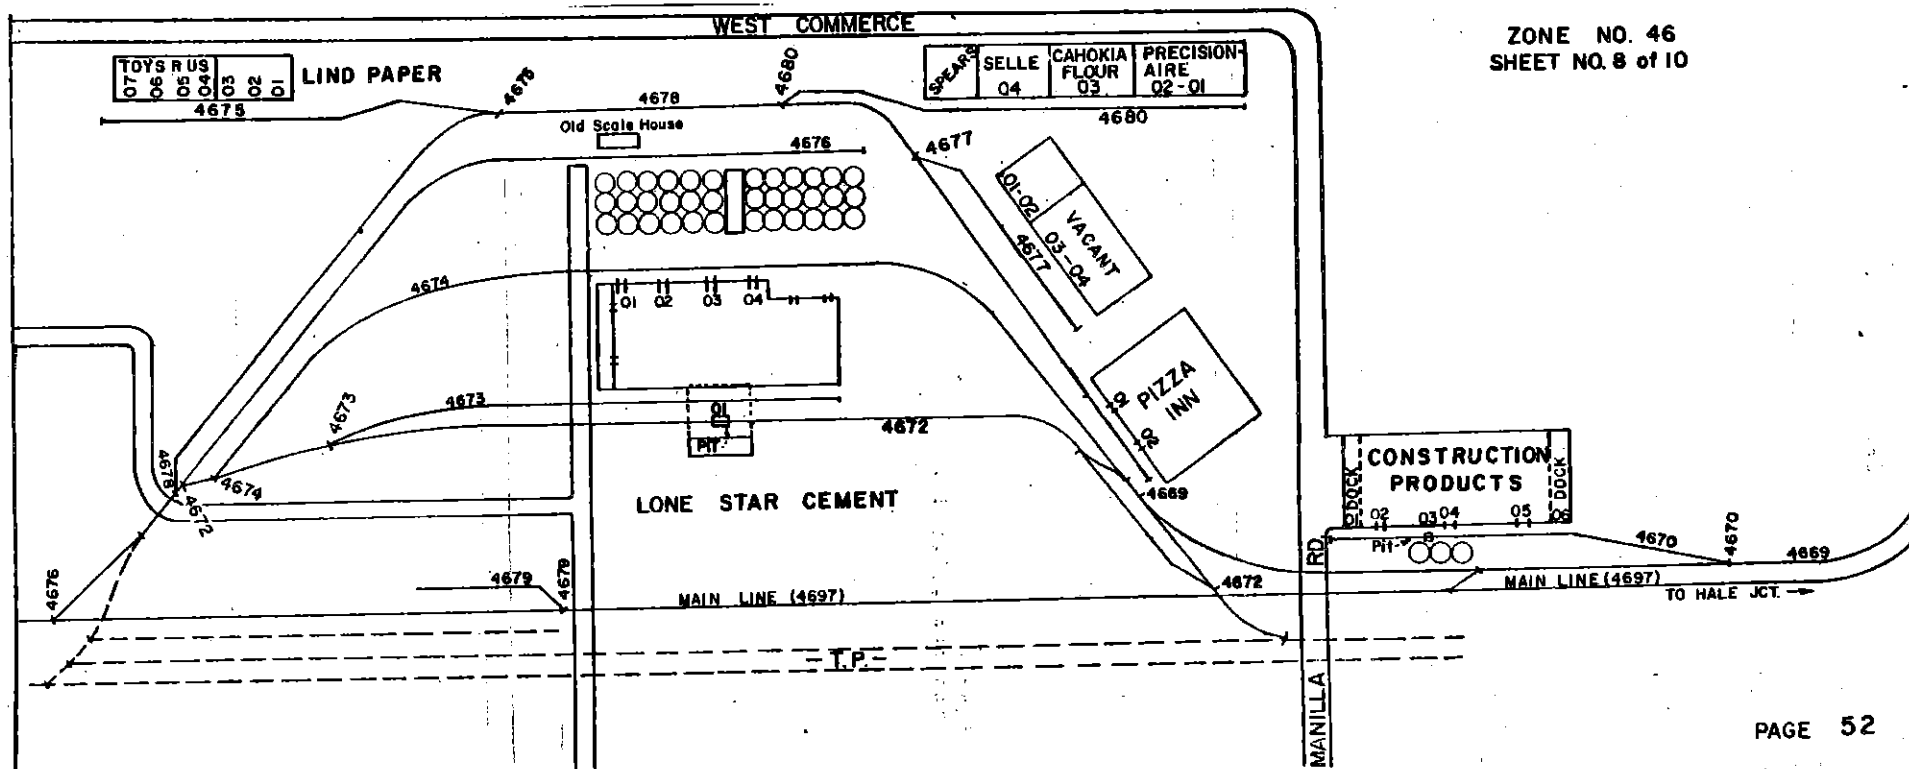 WEST COMMERCE
ZONE NO. 46
SHEET NO. 8 of 10
TOYS R US
07 06 05 04 03 02 01
LIND PAPER
4675
4675
4678
4680
SPEARS
SELLE
04
CAHOKIA
FLOUR
03
PRECISION-
AIRE
02-01
4680
Old Scale House
4676
4677
01-02
VACANT
03-04
4677
4674
01 02 03 04
PIZZA
INN
01
02
4673
4673
01
Pit
4672
4678
4674
4672
LONE STAR CEMENT
4669
CONSTRUCTION
PRODUCTS
DOCK
DOCK
01 02 03 04 05 06
Pit
4670
4670
4669
RD.
4676
4679
4679
MAIN LINE (4697)
4672
MAIN LINE (4697)
TO HALE JCT.
T.P.
MANILLA
PAGE 52